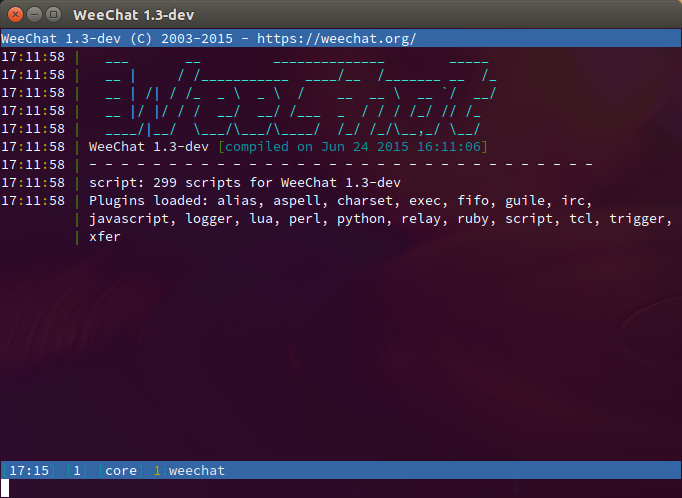 WeeChat 1.3-dev
WeeChat 1.3-dev (C) 2003-2015 - https://weechat.org/
17:11:58 |   ___       __         ______________        _____
17:11:58 |   __ |     / /___________  ____/__  /_______ __  /_
17:11:58 |   __ | /| / /_  _ \  _ \  /    __  __ \  __ `/  __/
17:11:58 |   __ |/ |/ / /  __/  __/ /___  _  / / / /_/ // /_
17:11:58 |   ____/|__/  \___/\___/\____/  /_/ /_/\__,_/ \__/
17:11:58 | WeeChat 1.3-dev [compiled on Jun 24 2015 16:11:06]
17:11:58 | - - - - - - - - - - - - - - - - - - - - - - - - - - - - - - - -
17:11:58 | script: 299 scripts for WeeChat 1.3-dev
17:11:58 | Plugins loaded: alias, aspell, charset, exec, fifo, guile, irc,
| javascript, logger, lua, perl, python, relay, ruby, script, tcl, trigger,
| xfer
[17:15] [1] [core] 1:weechat